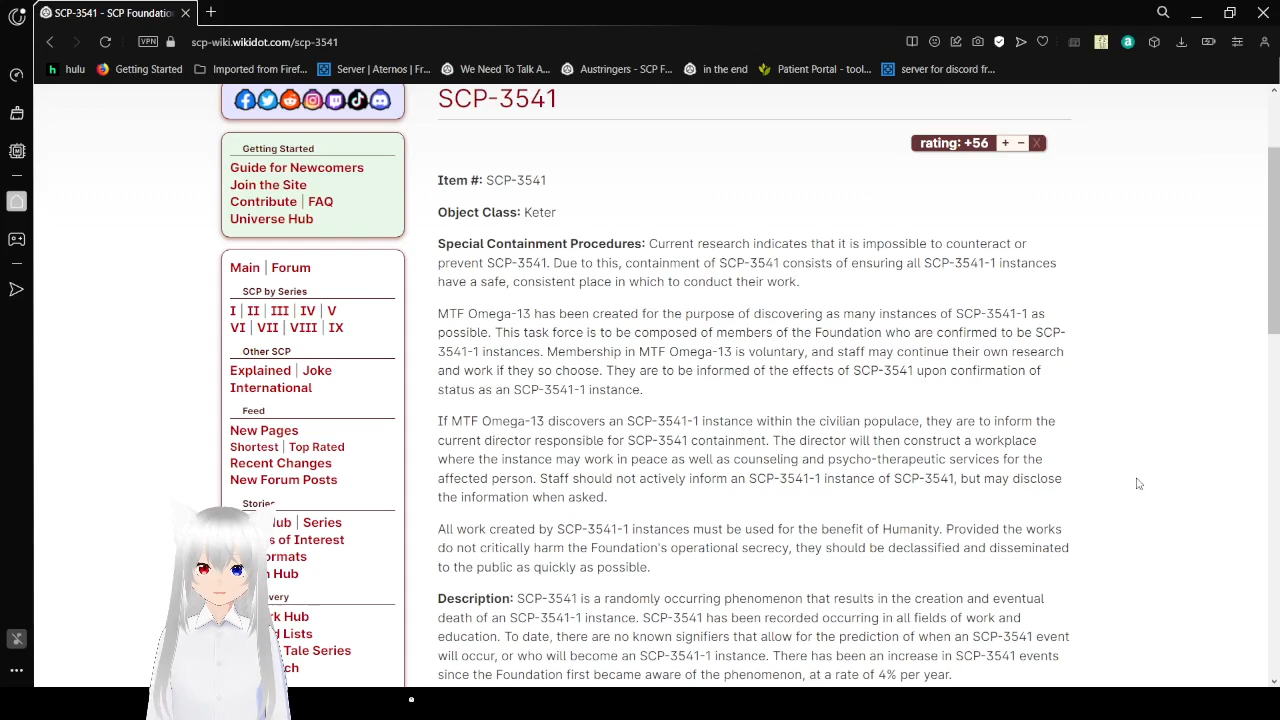 SCP-3541 - SCP Foundatio
scp-wiki.wikidot.com/scp-3541
VPN
hulu
Getting Started
Imported from Firef...
Server | Aternos | Fr...
We Need To Talk A...
Austringers - SCP F...
in the end
Patient Portal - tool...
server for discord fr...
SCP-3541
rating: +56 + − X
Getting Started
Guide for Newcomers
Join the Site
Contribute | FAQ
Universe Hub
Main | Forum
SCP by Series
I | II | III | IV | V
VI | VII | VIII | IX
Other SCP
Explained | Joke
International
Feed
New Pages
Shortest | Top Rated
Recent Changes
New Forum Posts
Stories
Hub | Series
s of Interest
ormats
Hub
very
rk Hub
d Lists
Tale Series
ch
Item #: SCP-3541
Object Class: Keter
Special Containment Procedures: Current research indicates that it is impossible to counteract or
prevent SCP-3541. Due to this, containment of SCP-3541 consists of ensuring all SCP-3541-1 instances
have a safe, consistent place in which to conduct their work.
MTF Omega-13 has been created for the purpose of discovering as many instances of SCP-3541-1 as
possible. This task force is to be composed of members of the Foundation who are confirmed to be SCP-
3541-1 instances. Membership in MTF Omega-13 is voluntary, and staff may continue their own research
and work if they so choose. They are to be informed of the effects of SCP-3541 upon confirmation of
status as an SCP-3541-1 instance.
If MTF Omega-13 discovers an SCP-3541-1 instance within the civilian populace, they are to inform the
current director responsible for SCP-3541 containment. The director will then construct a workplace
where the instance may work in peace as well as counseling and psycho-therapeutic services for the
affected person. Staff should not actively inform an SCP-3541-1 instance of SCP-3541, but may disclose
the information when asked.
All work created by SCP-3541-1 instances must be used for the benefit of Humanity. Provided the works
do not critically harm the Foundation's operational secrecy, they should be declassified and disseminated
to the public as quickly as possible.
Description: SCP-3541 is a randomly occurring phenomenon that results in the creation and eventual
death of an SCP-3541-1 instance. SCP-3541 has been recorded occurring in all fields of work and
education. To date, there are no known signifiers that allow for the prediction of when an SCP-3541 event
will occur, or who will become an SCP-3541-1 instance. There has been an increase in SCP-3541 events
since the Foundation first became aware of the phenomenon, at a rate of 4% per year.